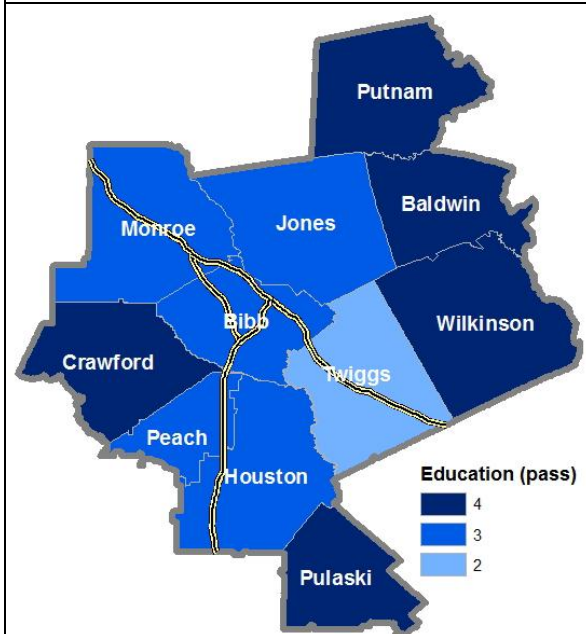 Putnam
Baldwin
Monroe
Jones
Bibb
Wilkinson
Crawford
Twiggs
Peach
Houston
Pulaski
Education (pass)
4
3
2